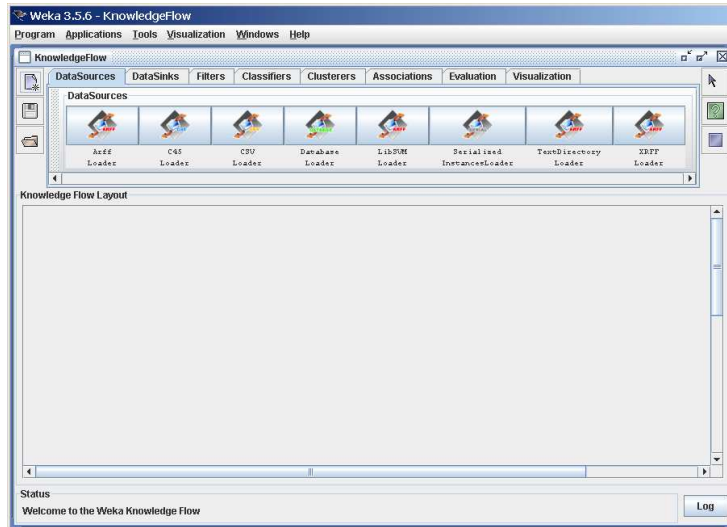 Weka 3.5.6 - KnowledgeFlow
Program Applications Tools Visualization Windows Help
KnowledgeFlow
DataSources DataSinks Filters Classifiers Clusterers Associations Evaluation Visualization
DataSources
Arff Loader
C45 Loader
CSV Loader
Database Loader
LibSVM Loader
Serialized InstancesLoader
TextDirectory Loader
XRFF Loader
Knowledge Flow Layout
Status
Welcome to the Weka Knowledge Flow
Log